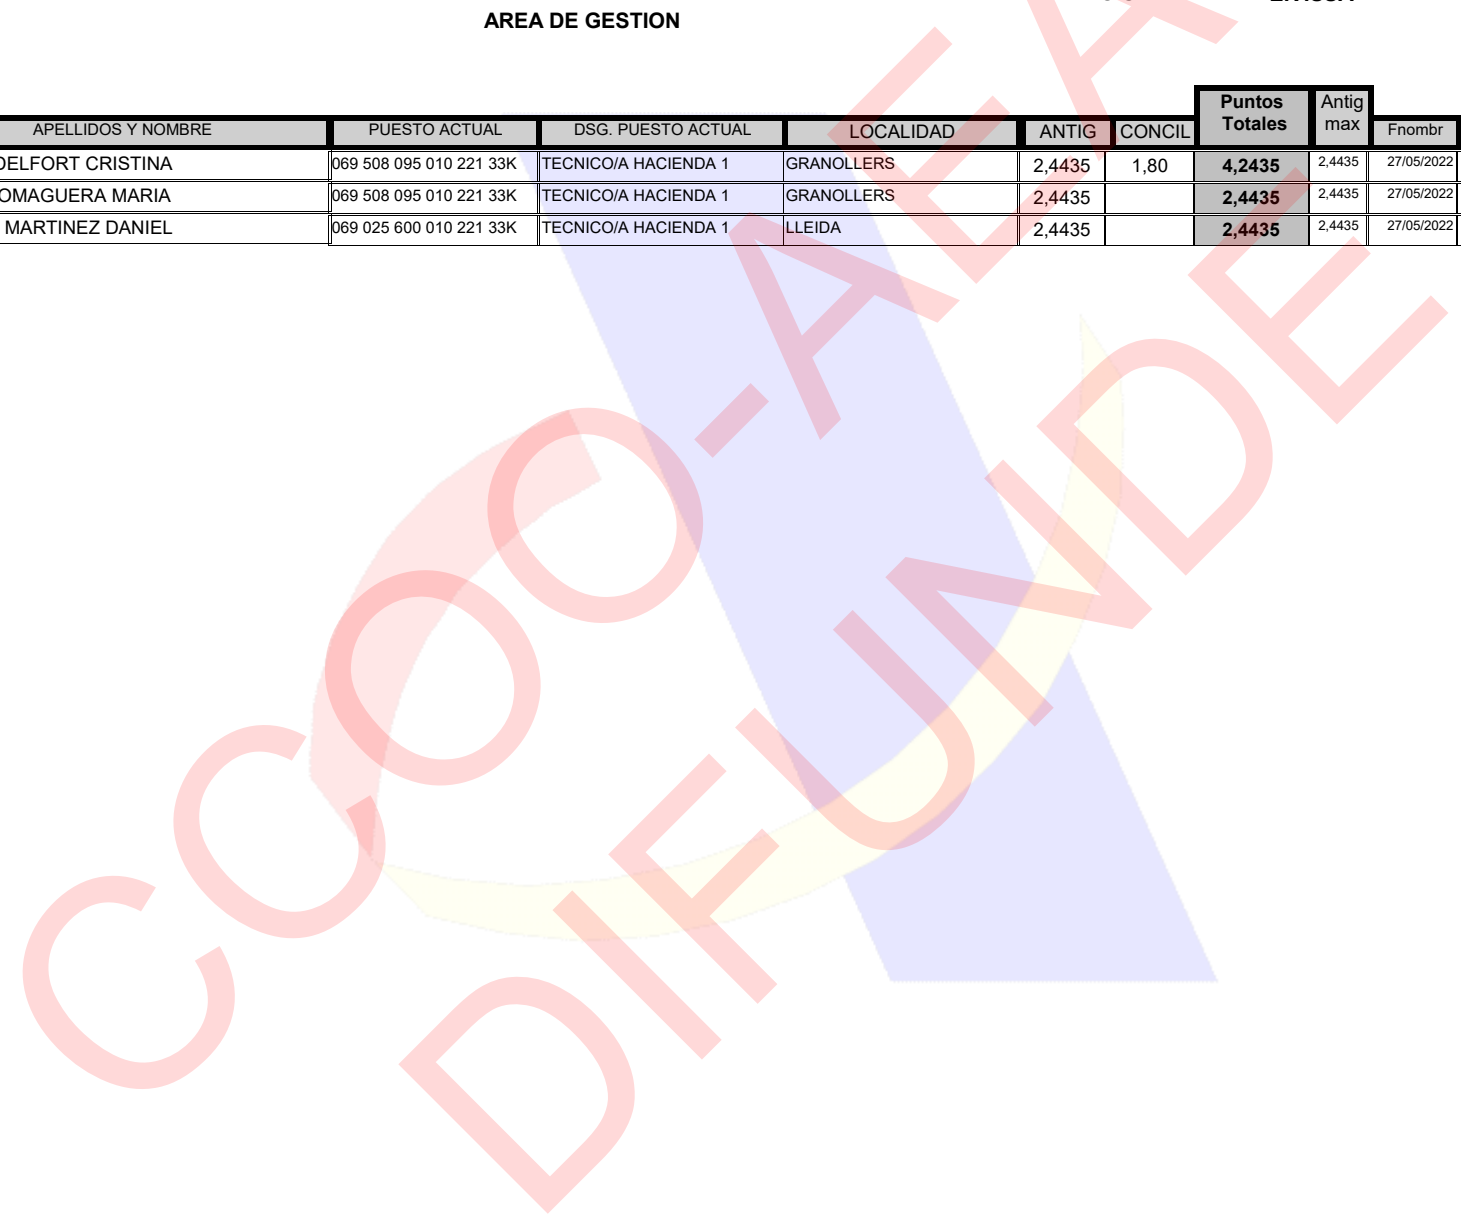 AREA DE GESTION
Puntos Totales Antig max
APELLIDOS Y NOMBRE PUESTO ACTUAL DSG. PUESTO ACTUAL LOCALIDAD ANTIG CONCIL Fnombr
DELFORT CRISTINA 069 508 095 010 221 33K TECNICO/A HACIENDA 1 GRANOLLERS 2,4435 1,80 4,2435 2,4435 27/05/2022
OMAGUERA MARIA 069 508 095 010 221 33K TECNICO/A HACIENDA 1 GRANOLLERS 2,4435 2,4435 2,4435 27/05/2022
MARTINEZ DANIEL 069 025 600 010 221 33K TECNICO/A HACIENDA 1 LLEIDA 2,4435 2,4435 2,4435 27/05/2022
CCOO-AEA
DIFUNDE